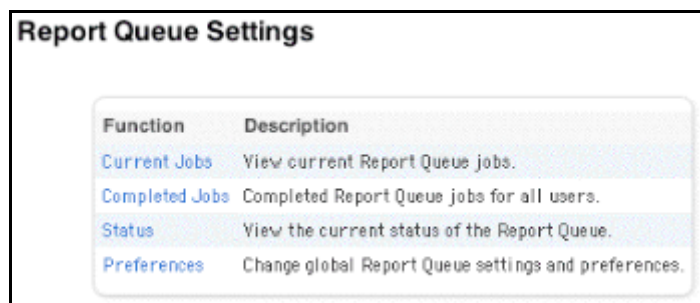 Report Queue Settings
Function Description
Current Jobs View current Report Queue jobs.
Completed Jobs Completed Report Queue jobs for all users.
Status View the current status of the Report Queue.
Preferences Change global Report Queue settings and preferences.